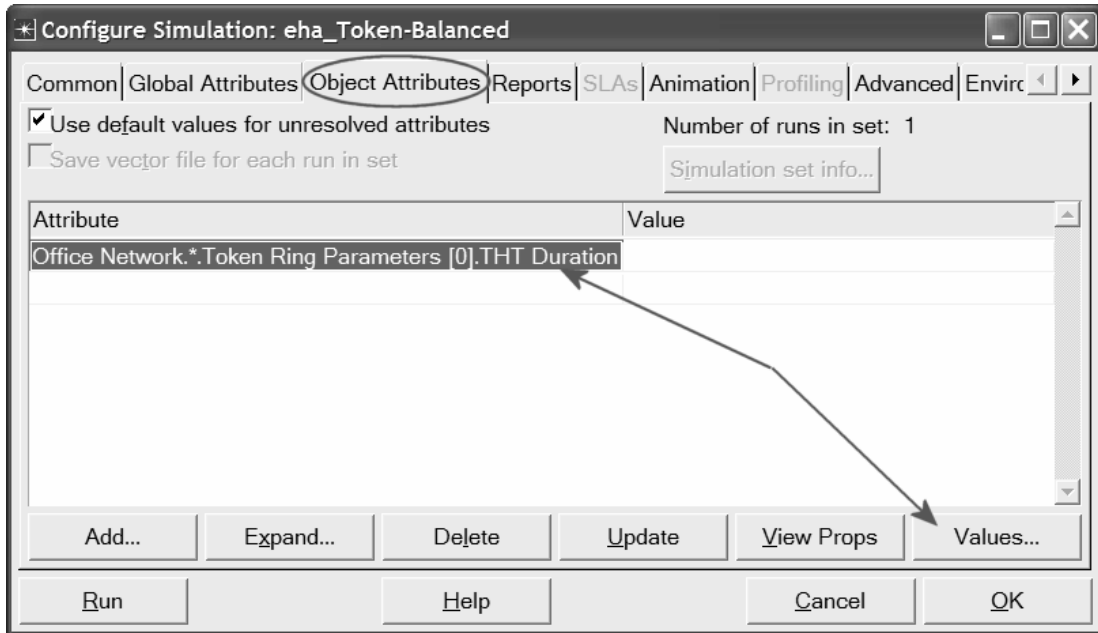 Configure Simulation: eha_Token-Balanced
Common Global Attributes Object Attributes Reports SLAs Animation Profiling Advanced Envirc
Use default values for unresolved attributes Number of runs in set: 1
Save vector file for each run in set Simulation set info...
Attribute Value
Office Network.*.Token Ring Parameters [0].THT Duration
Add... Expand... Delete Update View Props Values...
Run Help Cancel OK